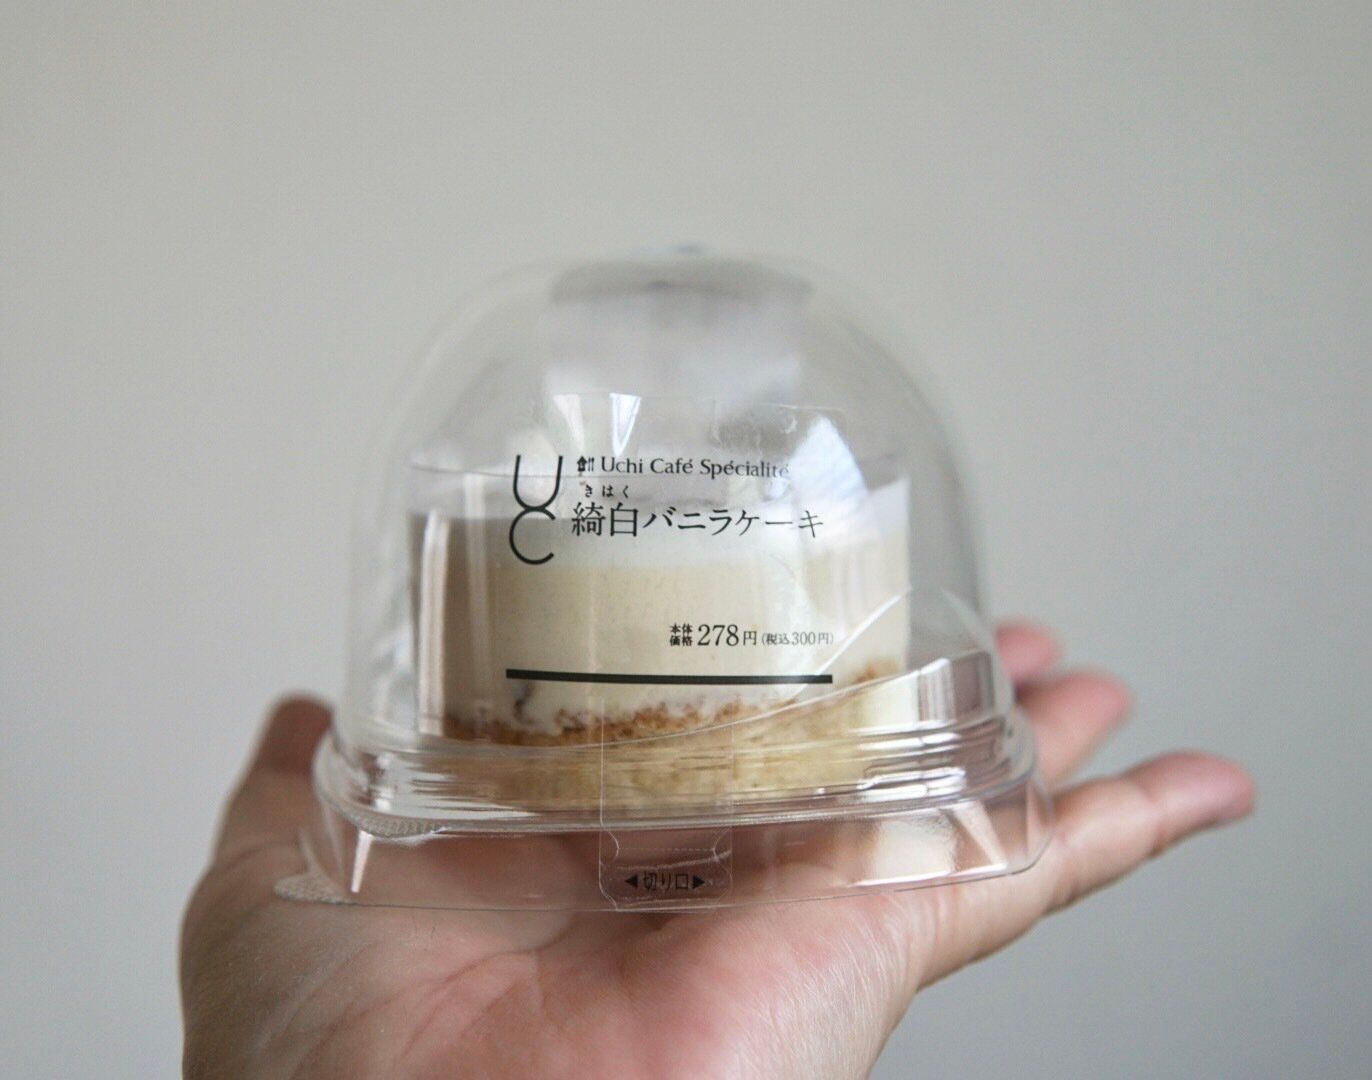 UC
Uchi Café Spécialité
きはく
綺白バニラケーキ
本体価格 278円(税込300円)
◀切り口▶